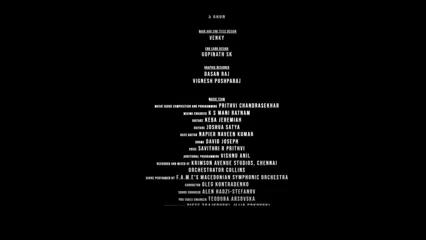 MAIN AND END TITLE DESIGN
VENKY
END CARD DESIGN
GOPINATH SK
GRAPHIC DESIGNER
DASAN RAJ
VIGNESH PUSHPARAJ
MUSIC TEAM
MOVIE SCORE COMPOSITION AND PROGRAMMING PRITHVI CHANDRASEKHAR
MIXING ENGINEER K S MANI RATNAM
GUITARS KEBA JEREMIAH
GUITARS JOSHUA SATYA
BASS GUITAR NAPIER NAVEEN KUMAR
DRUMS DAVID JOSEPH
VOCAL SAVITHRI R PRITHVI
ADDITIONAL PROGRAMMING VISHNU ANIL
RECORDED AND MIXED AT KRIMSON AVENUE STUDIOS, CHENNAI
ORCHESTRATOR COLLINS
SCORE PERFORMED BY F.A.M.E'S MACEDONIAN SYMPHONIC ORCHESTRA
CONDUCTOR OLEG KONTRADENKO
SOUND ENGINEER ALEN HADZI-STEFANOV
PRO TOOLS ENGINEER TEODORA ARSOVSKA